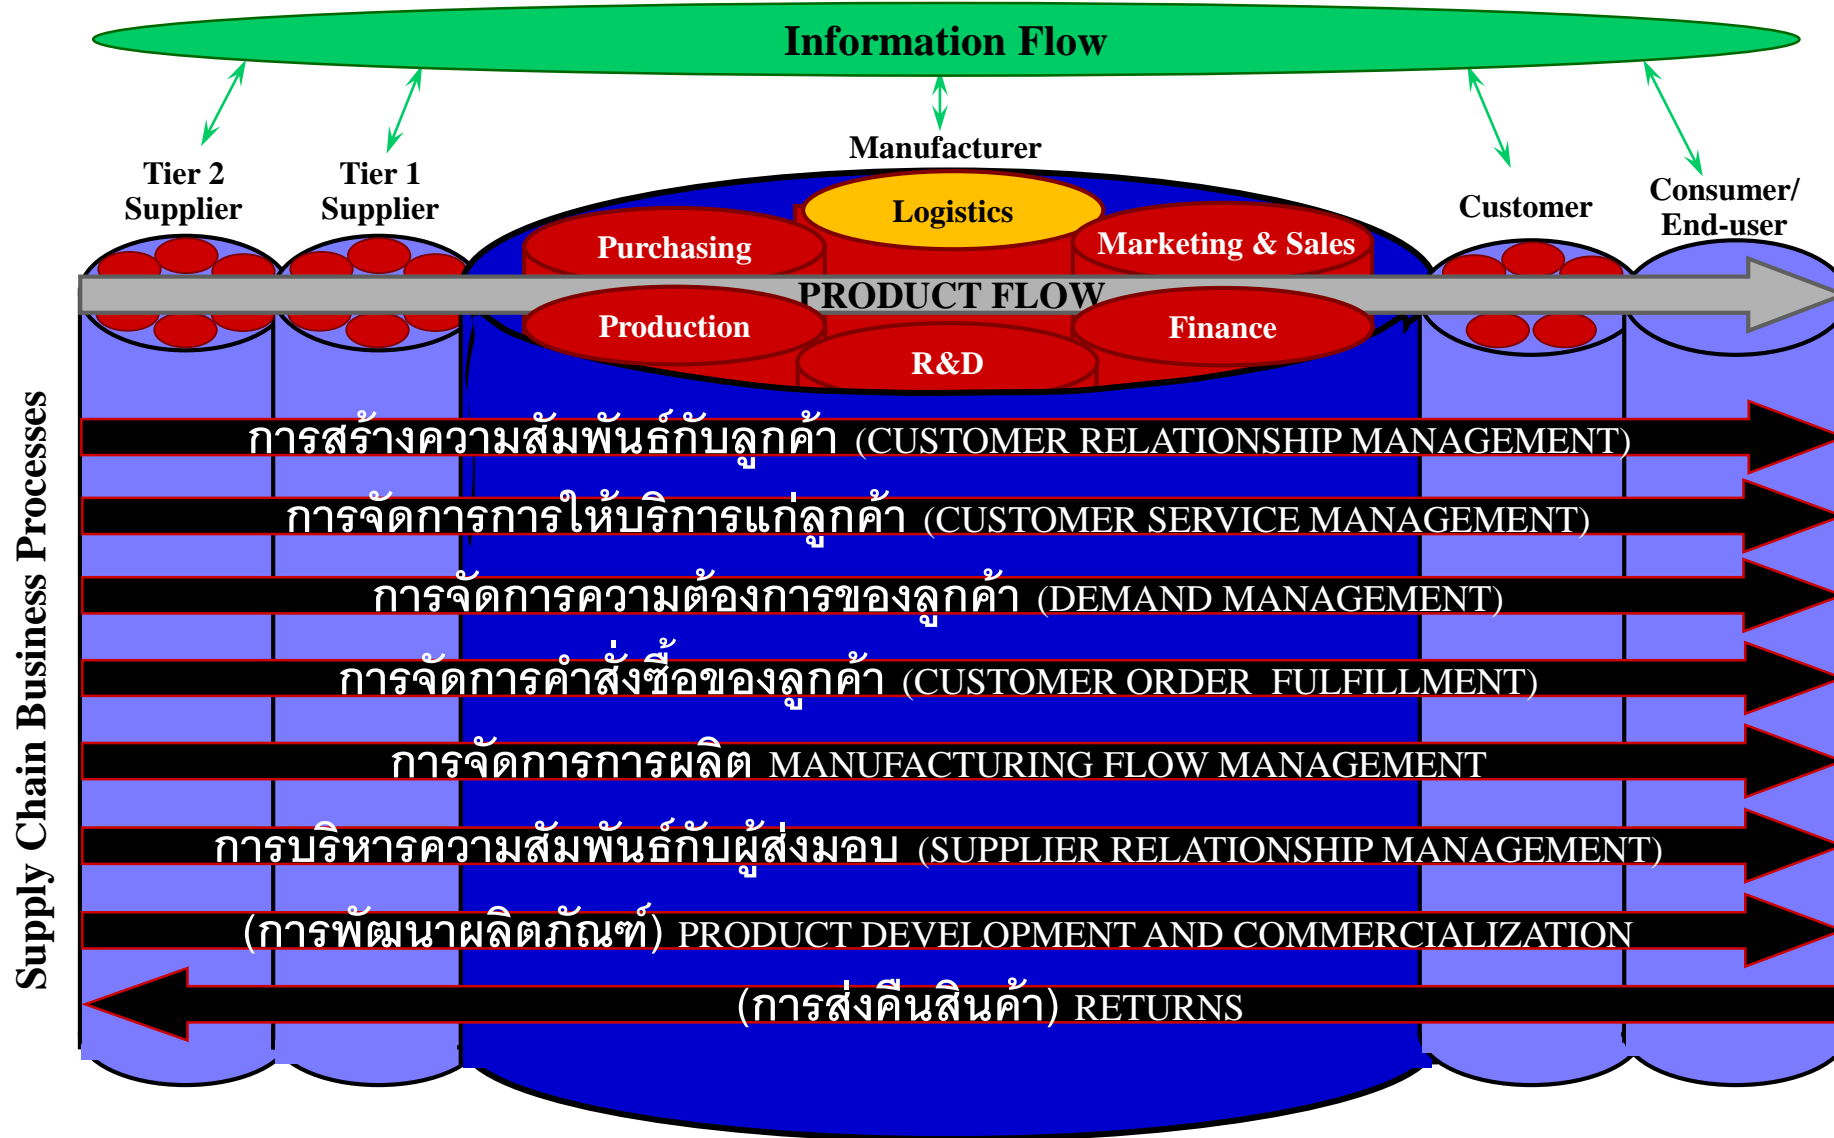 Information Flow
Manufacturer
Tier 2
Supplier
Tier 1
Supplier
Customer
Consumer/
End-user
Logistics
Purchasing
Marketing & Sales
PRODUCT FLOW
Production
Finance
R&D
Supply Chain Business Processes
การสร้างความสัมพันธ์กับลูกค้า (CUSTOMER RELATIONSHIP MANAGEMENT)
การจัดการการให้บริการแก่ลูกค้า (CUSTOMER SERVICE MANAGEMENT)
การจัดการความต้องการของลูกค้า (DEMAND MANAGEMENT)
การจัดการคำสั่งซื้อของลูกค้า (CUSTOMER ORDER FULFILLMENT)
การจัดการการผลิต MANUFACTURING FLOW MANAGEMENT
การบริหารความสัมพันธ์กับผู้ส่งมอบ (SUPPLIER RELATIONSHIP MANAGEMENT)
(การพัฒนาผลิตภัณฑ์) PRODUCT DEVELOPMENT AND COMMERCIALIZATION
(การส่งคืนสินค้า) RETURNS